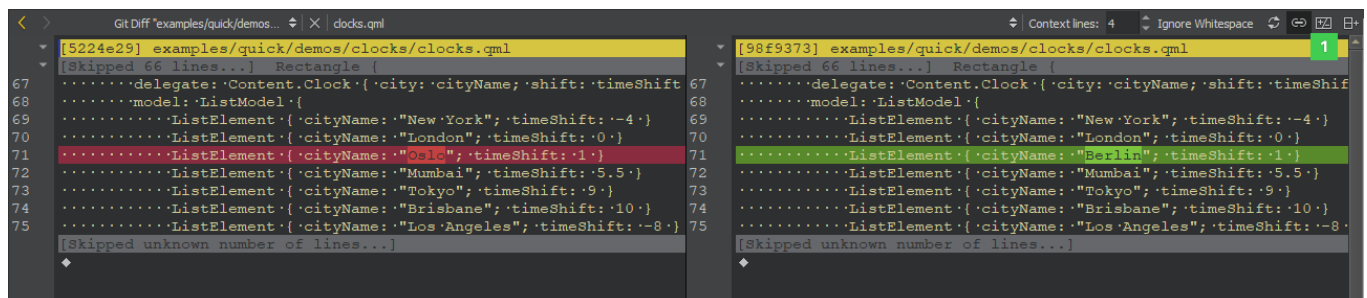 Git Diff "examples/quick/demos... clocks.qml Context lines: 4 Ignore Whitespace
1
[5224e29] examples/quick/demos/clocks/clocks.qml
[Skipped 66 lines...] Rectangle {
67 ········delegate:·Content.Clock·{·city:·cityName;·shift:·timeShift
68 ········model:·ListModel·{
69 ············ListElement·{·cityName:·"New·York";·timeShift:·-4·}
70 ············ListElement·{·cityName:·"London";·timeShift:·0·}
71 ············ListElement·{·cityName:·"Oslo";·timeShift:·1·}
72 ············ListElement·{·cityName:·"Mumbai";·timeShift:·5.5·}
73 ············ListElement·{·cityName:·"Tokyo";·timeShift:·9·}
74 ············ListElement·{·cityName:·"Brisbane";·timeShift:·10·}
75 ············ListElement·{·cityName:·"Los·Angeles";·timeShift:·-8·}
[Skipped unknown number of lines...]
[98f9373] examples/quick/demos/clocks/clocks.qml
[Skipped 66 lines...] Rectangle {
67 ········delegate:·Content.Clock·{·city:·cityName;·shift:·timeShif
68 ········model:·ListModel·{
69 ············ListElement·{·cityName:·"New·York";·timeShift:·-4·}
70 ············ListElement·{·cityName:·"London";·timeShift:·0·}
71 ············ListElement·{·cityName:·"Berlin";·timeShift:·1·}
72 ············ListElement·{·cityName:·"Mumbai";·timeShift:·5.5·}
73 ············ListElement·{·cityName:·"Tokyo";·timeShift:·9·}
74 ············ListElement·{·cityName:·"Brisbane";·timeShift:·10·}
75 ············ListElement·{·cityName:·"Los·Angeles";·timeShift:·-8·
[Skipped unknown number of lines...]